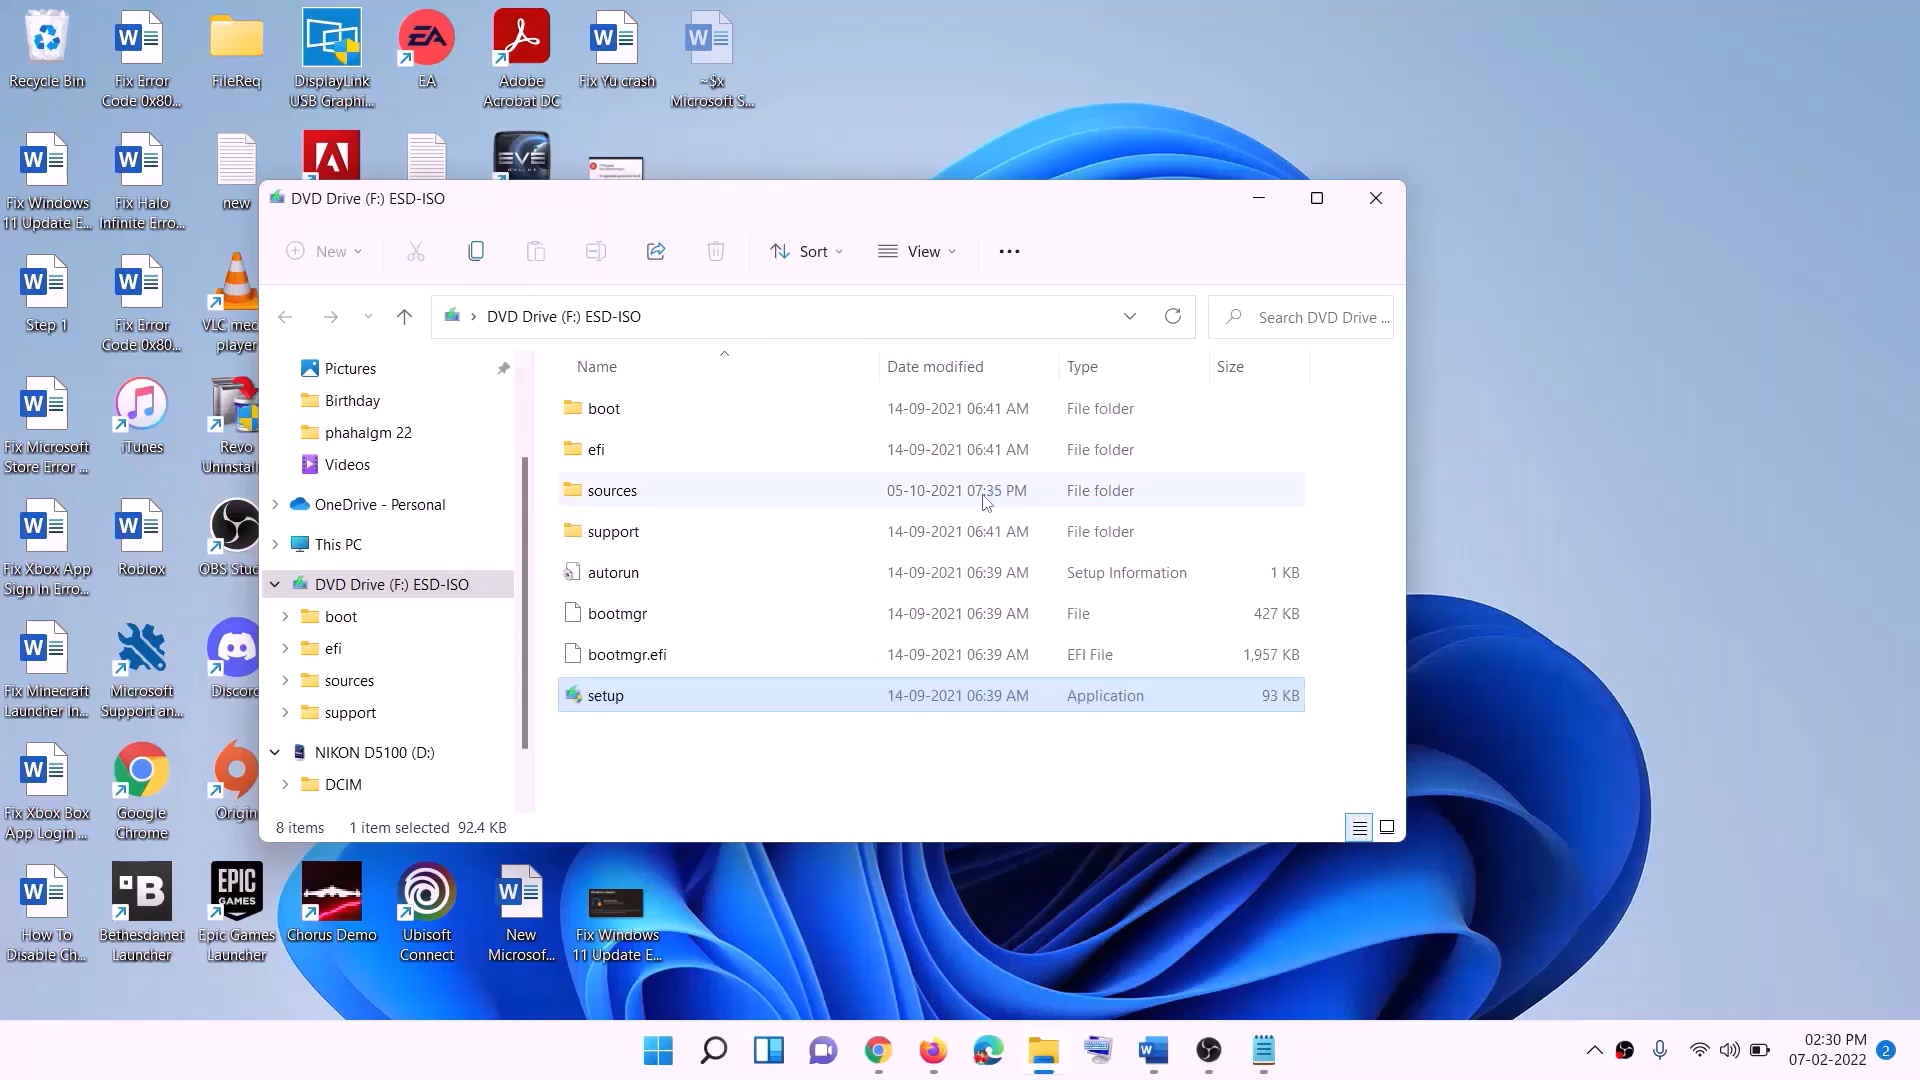 Recycle Bin
Fix Error
Code 0x80...
FileReq
DisplayLink
USB Graphi...
EA
Adobe
Acrobat DC
Fix Yu crash
~$x
Microsoft S...
Fix Windows
11 Update E...
Fix Halo
Infinite Erro...
new
EVE
ONLINE
Step 1
Fix Error
Code 0x80...
VLC med
player
Fix Microsoft
Store Error ...
iTunes
Revo
Uninstall
Fix Xbox App
Sign In Erro...
Roblox
OBS Stud
Fix Minecraft
Launcher In...
Microsoft
Support an...
Discord
Fix Xbox Box
App Login ...
Google
Chrome
Origin
How To
Disable Ch...
Bethesda.net
Launcher
EPIC
GAMES
Epic Games
Launcher
Chorus Demo
Ubisoft
Connect
New
Microsof...
Fix Windows
11 Update E...
DVD Drive (F:) ESD-ISO
New
Sort
View
DVD Drive (F:) ESD-ISO
Search DVD Drive ...
Pictures
Birthday
phahalgm 22
Videos
OneDrive - Personal
This PC
DVD Drive (F:) ESD-ISO
boot
efi
sources
support
NIKON D5100 (D:)
DCIM
Name Date modified Type Size
boot 14-09-2021 06:41 AM File folder
efi 14-09-2021 06:41 AM File folder
sources 05-10-2021 07:35 PM File folder
support 14-09-2021 06:41 AM File folder
autorun 14-09-2021 06:39 AM Setup Information 1 KB
bootmgr 14-09-2021 06:39 AM File 427 KB
bootmgr.efi 14-09-2021 06:39 AM EFI File 1,957 KB
setup 14-09-2021 06:39 AM Application 93 KB
8 items 1 item selected 92.4 KB
02:30 PM
07-02-2022
2